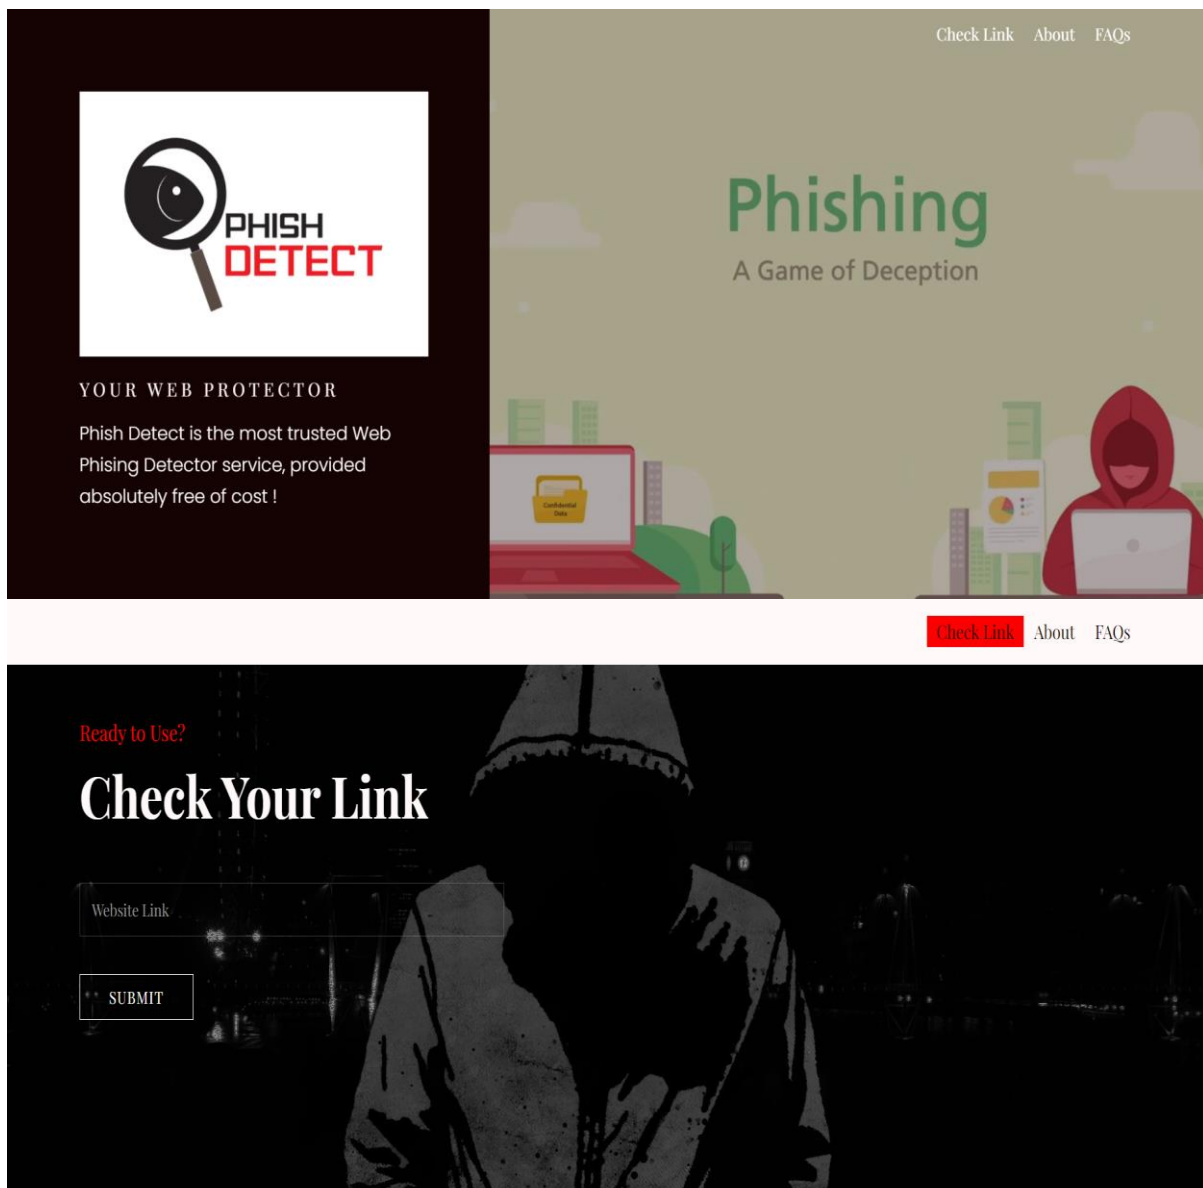 Check Link About FAQs
PHISH
DETECT
Phishing
A Game of Deception
YOUR WEB PROTECTOR
Phish Detect is the most trusted Web
Phising Detector service, provided
absolutely free of cost !
Confidential
Data
Check Link About FAQs
Ready to Use?
Check Your Link
Website Link
SUBMIT